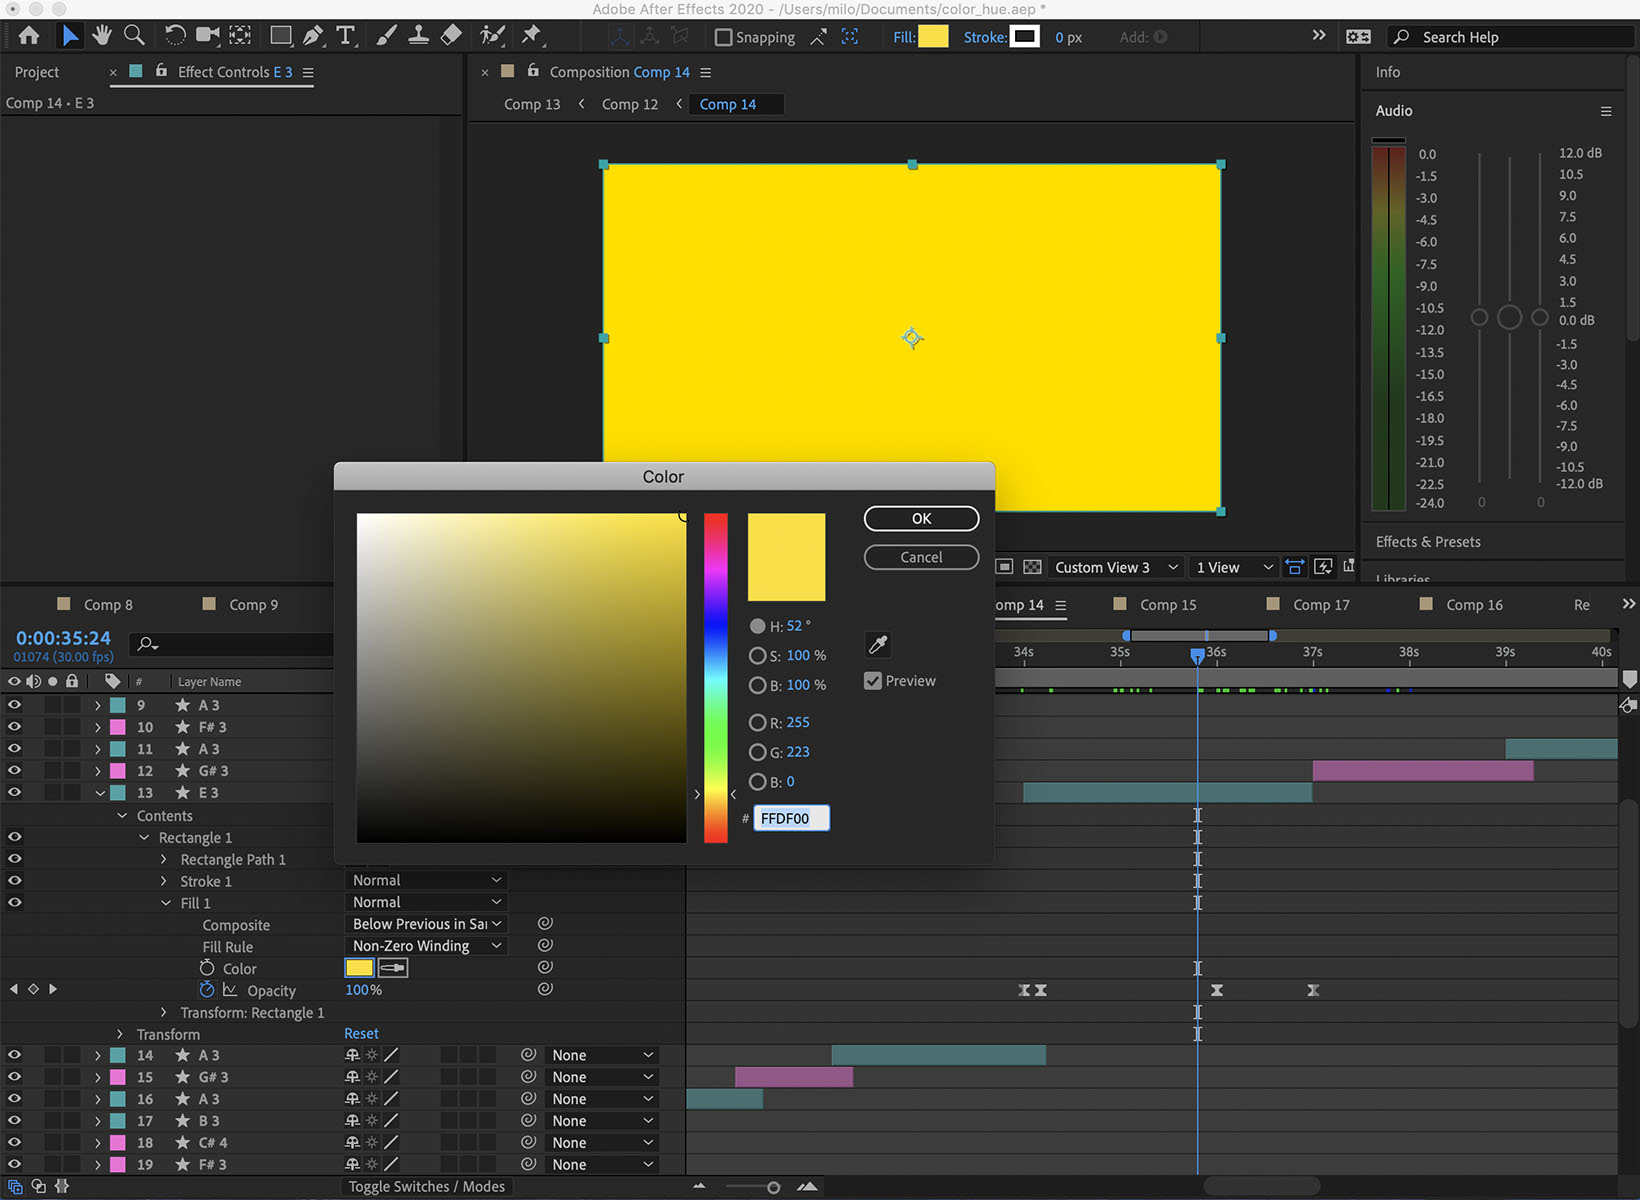 Adobe After Effects 2020 - /Users/milo/Documents/color_hue.aep *
Snapping
Fill:
Stroke:
0 px
Add:
Search Help
Project
Effect Controls E 3
Composition Comp 14
Info
Comp 14 • E 3
Comp 13
Comp 12
Comp 14
Audio
0.0
-1.5
-3.0
-4.5
-6.0
-7.5
-9.0
-10.5
-12.0
-13.5
-15.0
-16.5
-18.0
-19.5
-21.0
-22.5
-24.0
12.0 dB
10.5
9.0
7.5
6.0
4.5
3.0
1.5
0.0 dB
-1.5
-3.0
-4.5
-6.0
-7.5
-9.0
-10.5
-12.0 dB
0
0
Effects & Presets
Libraries
Color
OK
Cancel
H: 52 °
S: 100 %
B: 100 %
Preview
R: 255
G: 223
B: 0
# FFDF00
Custom View 3
1 View
Comp 8
Comp 9
omp 14
Comp 15
Comp 17
Comp 16
Re
0:00:35:24
01074 (30.00 fps)
34s
35s
36s
37s
38s
39s
40s
# Layer Name
9 A 3
10 F# 3
11 A 3
12 G# 3
13 E 3
Contents
Rectangle 1
Rectangle Path 1
Stroke 1 Normal
Fill 1 Normal
Composite Below Previous in Sa
Fill Rule Non-Zero Winding
Color
Opacity 100%
Transform: Rectangle 1
Transform Reset
14 A 3 None
15 G# 3 None
16 A 3 None
17 B 3 None
18 C# 4 None
19 F# 3 None
Toggle Switches / Modes